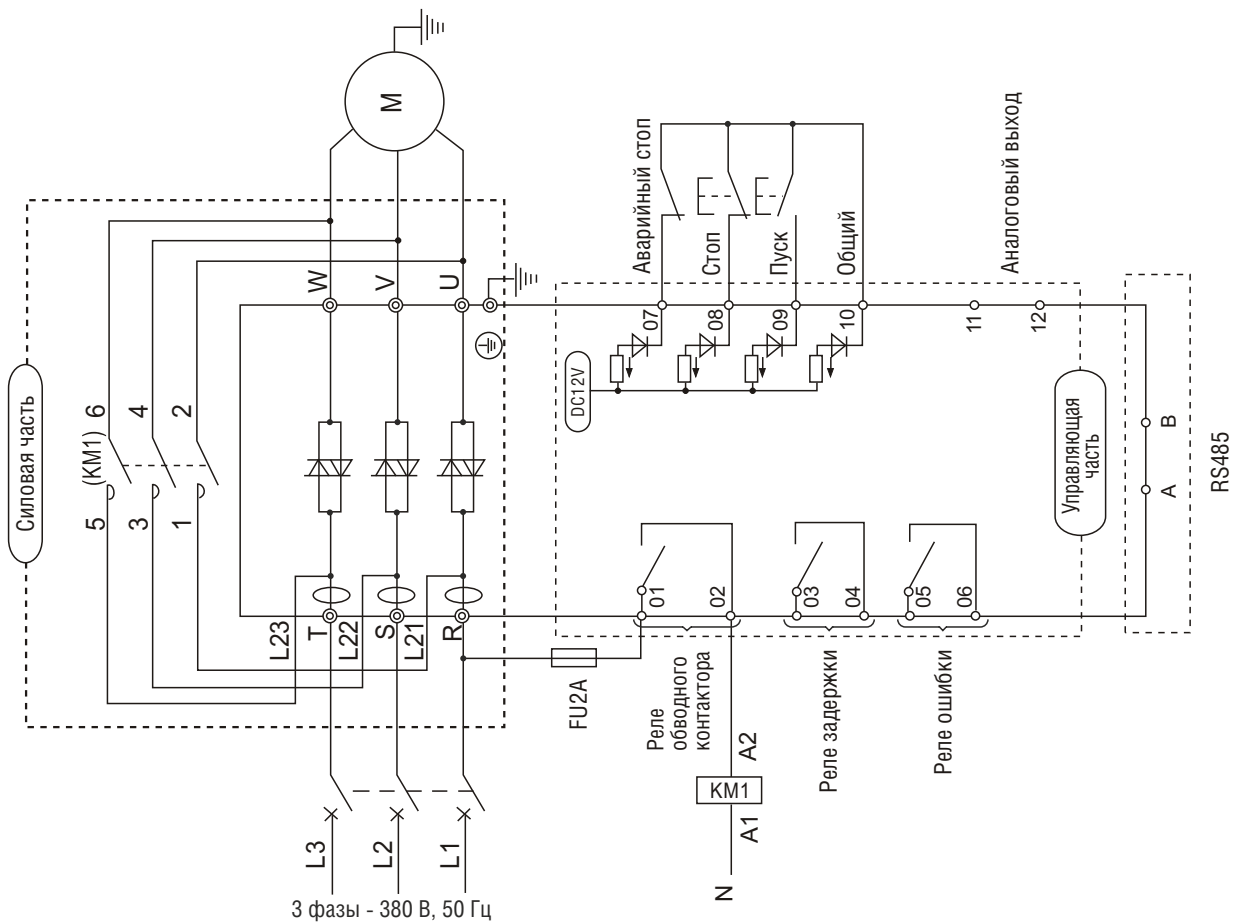 Силовая часть
(KM1)
5
6
3
4
1
2
M
L23
T
L22
S
L21
R
W
V
U
L3
L2
L1
3 фазы - 380 В, 50 Гц
FU2A
Реле
обводного
контактора
01
02
A2
KM1
A1
N
Реле задержки
03
04
Реле ошибки
05
06
DC12V
07
08
09
10
11
12
Аварийный стоп
Стоп
Пуск
Общий
Аналоговый выход
Управляющая
часть
A
B
RS485